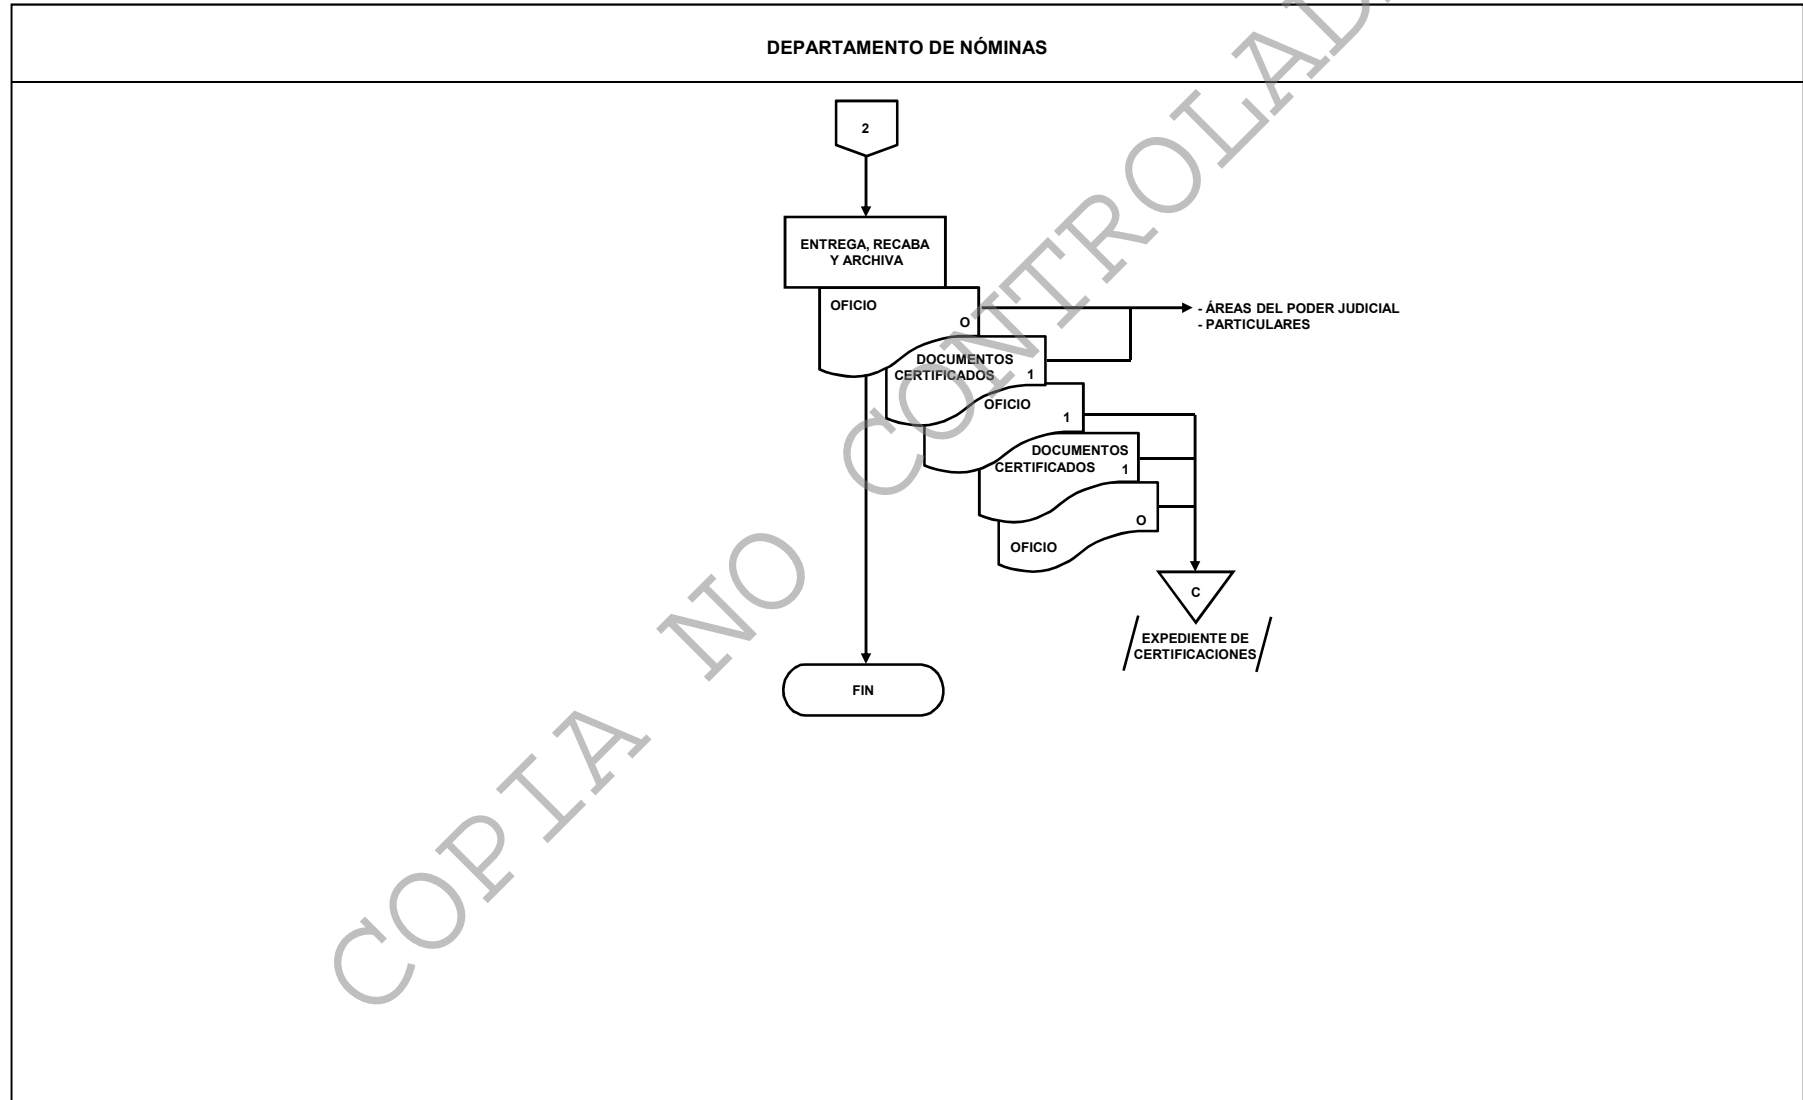 DEPARTAMENTO DE NÓMINAS
2
ENTREGA, RECABA
Y ARCHIVA
OFICIO
O
- ÁREAS DEL PODER JUDICIAL
- PARTICULARES
DOCUMENTOS
CERTIFICADOS 1
OFICIO
1
DOCUMENTOS
CERTIFICADOS 1
O
OFICIO
C
EXPEDIENTE DE
CERTIFICACIONES
FIN
COPIA NO CONTROLAD